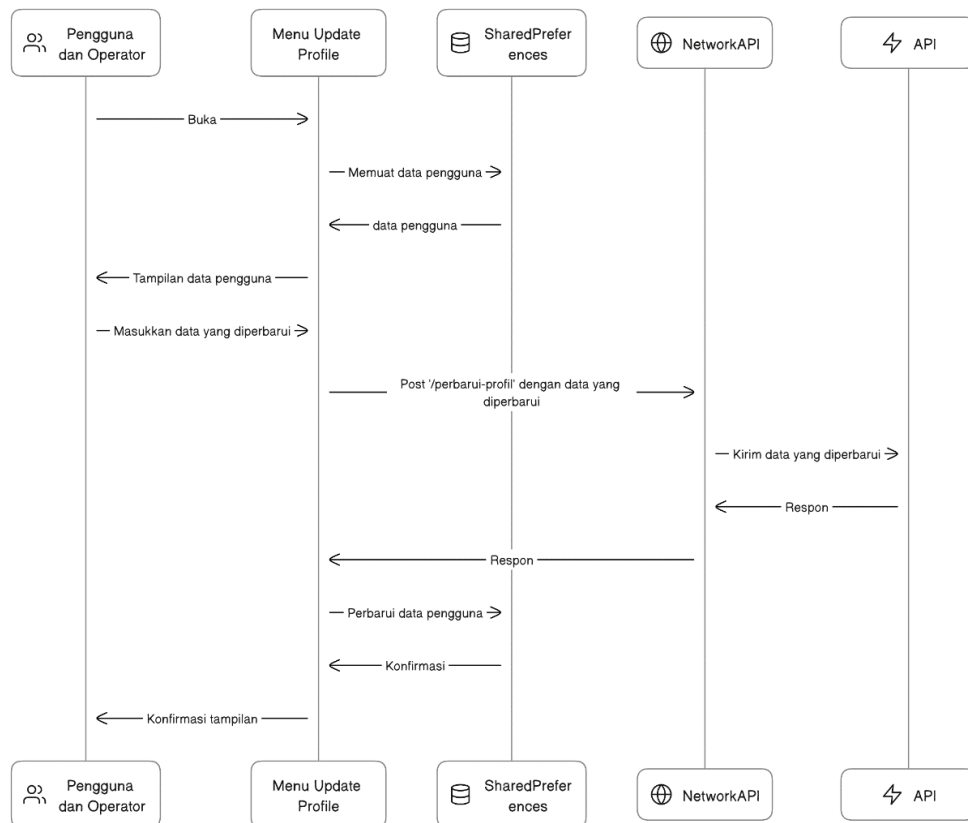 Pengguna
dan Operator
Menu Update
Profile
SharedPrefer
ences
NetworkAPI
API
Buka
Memuat data pengguna
data pengguna
Tampilan data pengguna
Masukkan data yang diperbarui
Post '/perbarui-profil' dengan data yang
diperbarui
Kirim data yang diperbarui
Respon
Respon
Perbarui data pengguna
Konfirmasi
Konfirmasi tampilan
Pengguna
dan Operator
Menu Update
Profile
SharedPrefer
ences
NetworkAPI
API